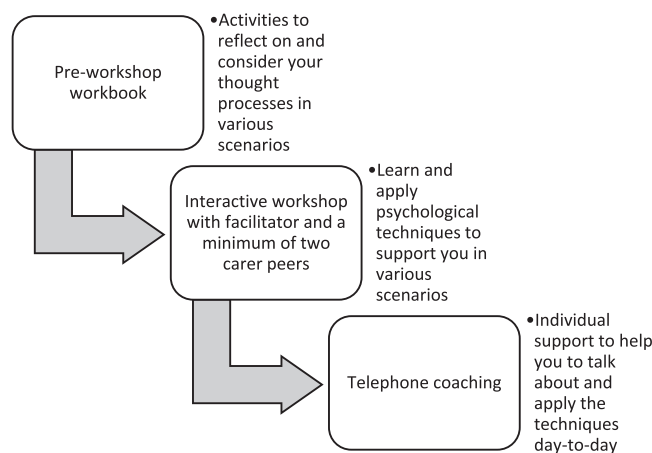 Pre-workshop
workbook
•Activities to
reflect on and
consider your
thought
processes in
various
scenarios
Interactive workshop
with facilitator and a
minimum of two
carer peers
•Learn and
apply
psychological
techniques to
support you in
various
scenarios
Telephone coaching
•Individual
support to help
you to talk
about and
apply the
techniques
day-to-day